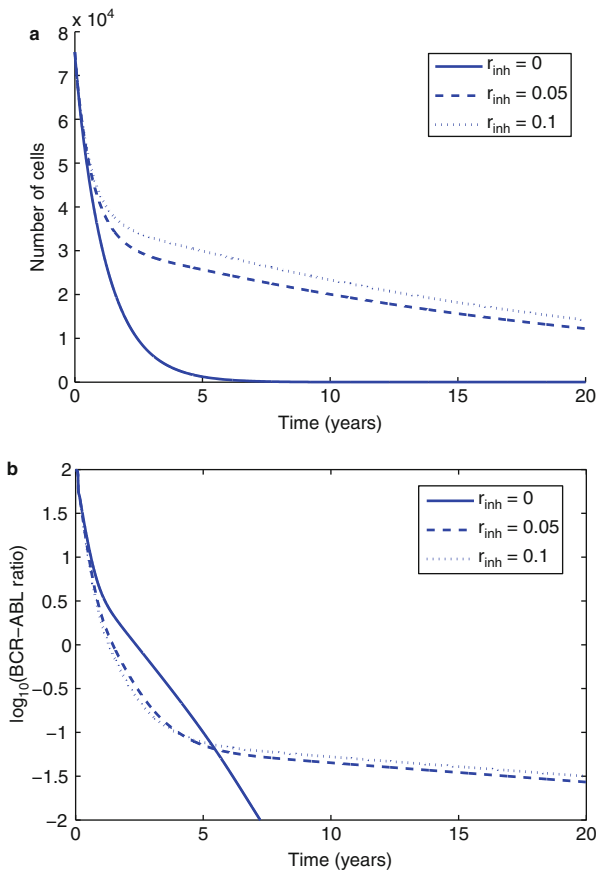 a
x 10⁴
8
7
6
5
4
3
2
1
0
Number of cells
r_inh = 0
r_inh = 0.05
r_inh = 0.1
0 5 10 15 20
Time (years)
b
2
1.5
1
0.5
0
−0.5
−1
−1.5
−2
log₁₀(BCR−ABL ratio)
r_inh = 0
r_inh = 0.05
r_inh = 0.1
0 5 10 15 20
Time (years)